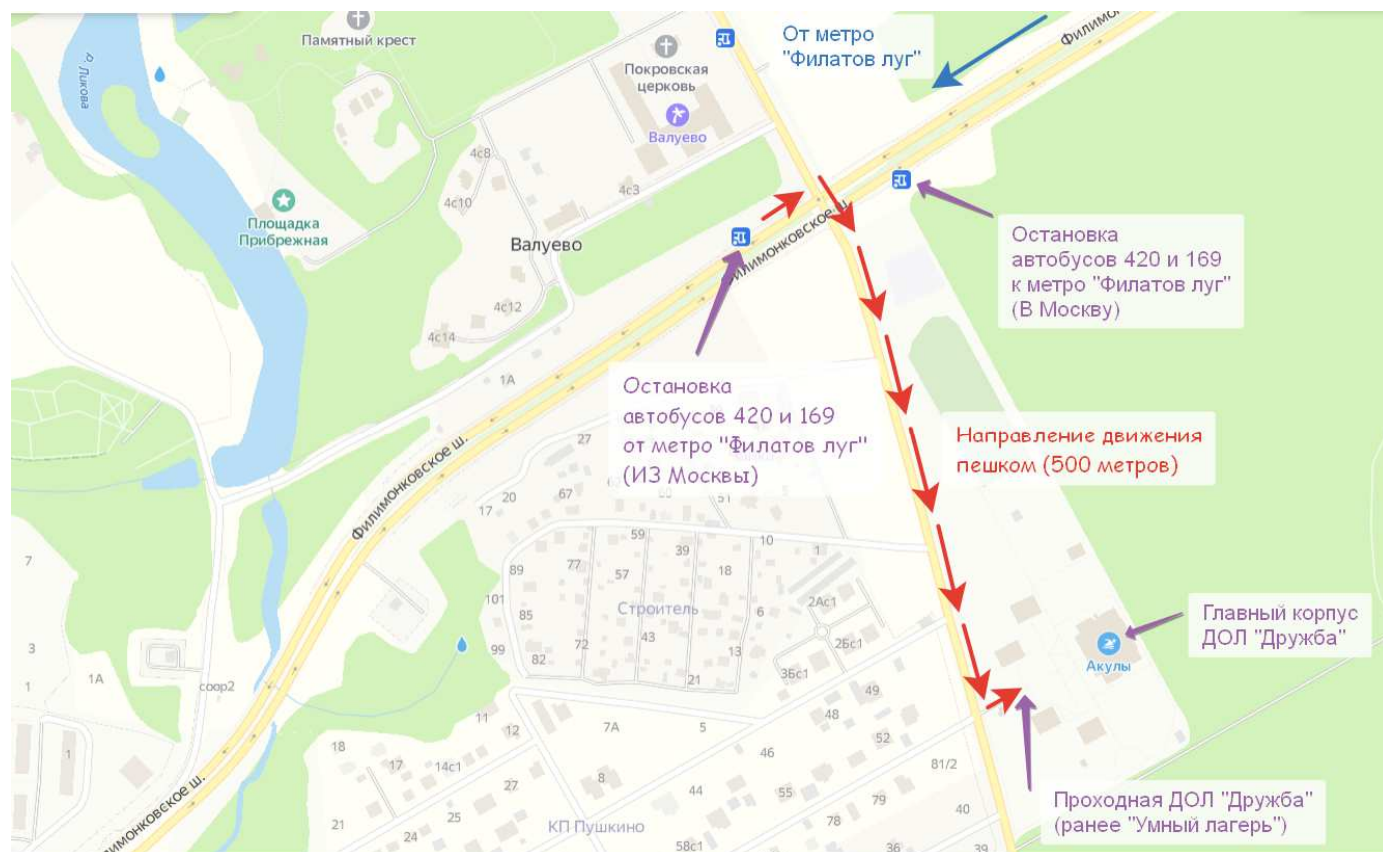 Памятный крест
р. Ликова
Покровская
церковь
Валуево
От метро
"Филатов луг"
4с8
4с10
4с3
Площадка
Прибрежная
Валуево
Филимонковское ш.
4с12
4с14
1А
Остановка
автобусов 420 и 169
к метро "Филатов луг"
(В Москву)
Остановка
автобусов 420 и 169
от метро "Филатов луг"
(ИЗ Москвы)
Направление движения
пешком (500 метров)
Филимонковское ш.
27
20
67
17
51
59
39
10
1
89
77
57
18
101
85
Строитель
6
2Ас1
43
99
82
72
13
2Бс1
21
3Бс1
7
3
1
1А
соор2
1
Главный корпус
ДОЛ "Дружба"
Акулы
49
48
52
11
12
7А
5
46
81/2
18
17
14с1
27
8
44
55
79
40
21
25
24
КП Пушкино
58с1
78
36
39
Филимонковское ш.
Проходная ДОЛ "Дружба"
(ранее "Умный лагерь")